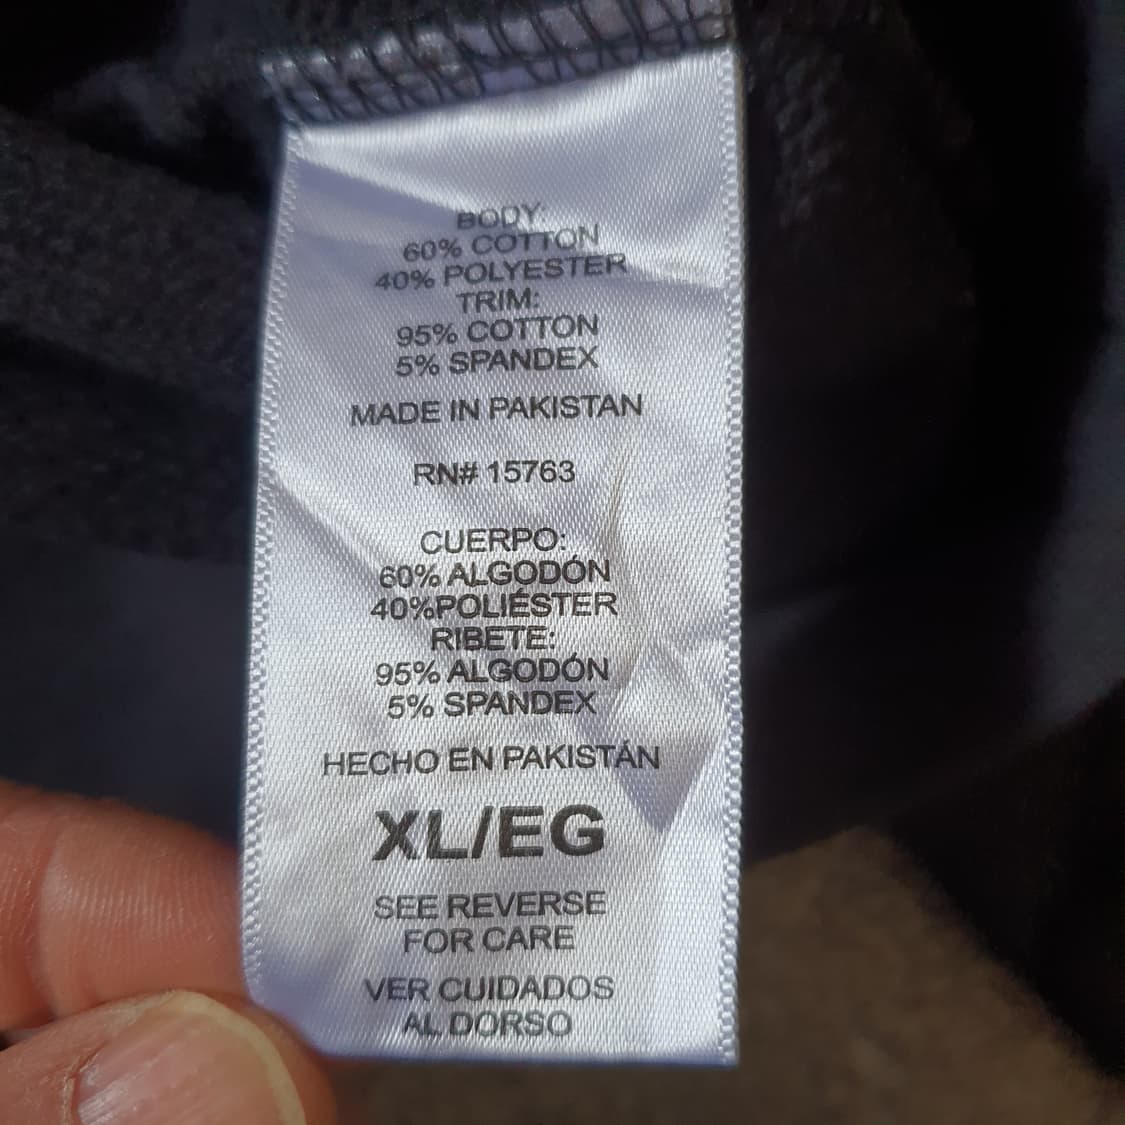 BODY:
60% COTTON
40% POLYESTER
TRIM:
95% COTTON
5% SPANDEX
MADE IN PAKISTAN
RN# 15763
CUERPO:
60% ALGODÓN
40%POLIÉSTER
RIBETE:
95% ALGODÓN
5% SPANDEX
HECHO EN PAKISTÁN
XL/EG
SEE REVERSE
FOR CARE
VER CUIDADOS
AL DORSO